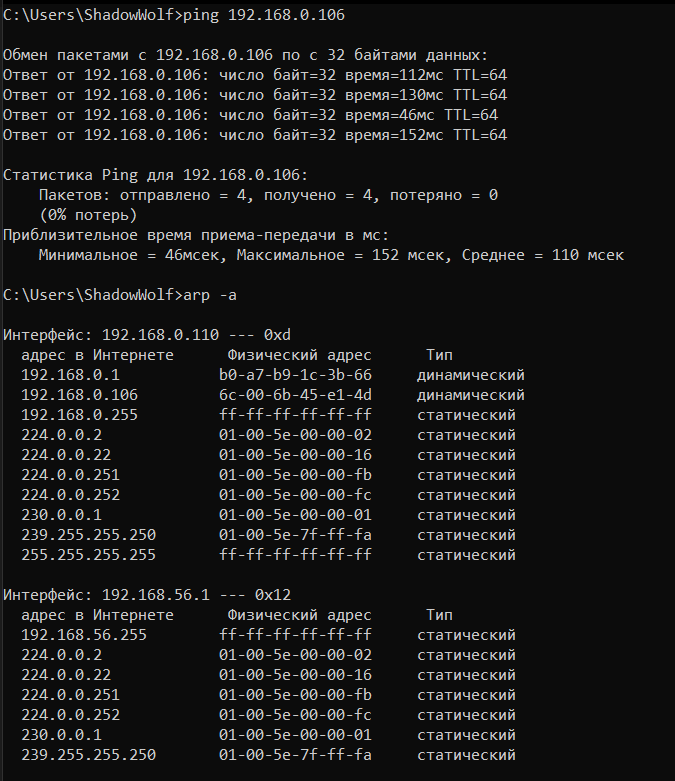 C:\Users\ShadowWolf>ping 192.168.0.106
Обмен пакетами с 192.168.0.106 по с 32 байтами данных:
Ответ от 192.168.0.106: число байт=32 время=112мс TTL=64
Ответ от 192.168.0.106: число байт=32 время=130мс TTL=64
Ответ от 192.168.0.106: число байт=32 время=46мс TTL=64
Ответ от 192.168.0.106: число байт=32 время=152мс TTL=64
Статистика Ping для 192.168.0.106:
Пакетов: отправлено = 4, получено = 4, потеряно = 0
(0% потерь)
Приблизительное время приема-передачи в мс:
Минимальное = 46мсек, Максимальное = 152 мсек, Среднее = 110 мсек
C:\Users\ShadowWolf>arp -a
Интерфейс: 192.168.0.110 --- 0xd
адрес в Интернете Физический адрес Тип
192.168.0.1 b0-a7-b9-1c-3b-66 динамический
192.168.0.106 6c-00-6b-45-e1-4d динамический
192.168.0.255 ff-ff-ff-ff-ff-ff статический
224.0.0.2 01-00-5e-00-00-02 статический
224.0.0.22 01-00-5e-00-00-16 статический
224.0.0.251 01-00-5e-00-00-fb статический
224.0.0.252 01-00-5e-00-00-fc статический
230.0.0.1 01-00-5e-00-00-01 статический
239.255.255.250 01-00-5e-7f-ff-fa статический
255.255.255.255 ff-ff-ff-ff-ff-ff статический
Интерфейс: 192.168.56.1 --- 0x12
адрес в Интернете Физический адрес Тип
192.168.56.255 ff-ff-ff-ff-ff-ff статический
224.0.0.2 01-00-5e-00-00-02 статический
224.0.0.22 01-00-5e-00-00-16 статический
224.0.0.251 01-00-5e-00-00-fb статический
224.0.0.252 01-00-5e-00-00-fc статический
230.0.0.1 01-00-5e-00-00-01 статический
239.255.255.250 01-00-5e-7f-ff-fa статический